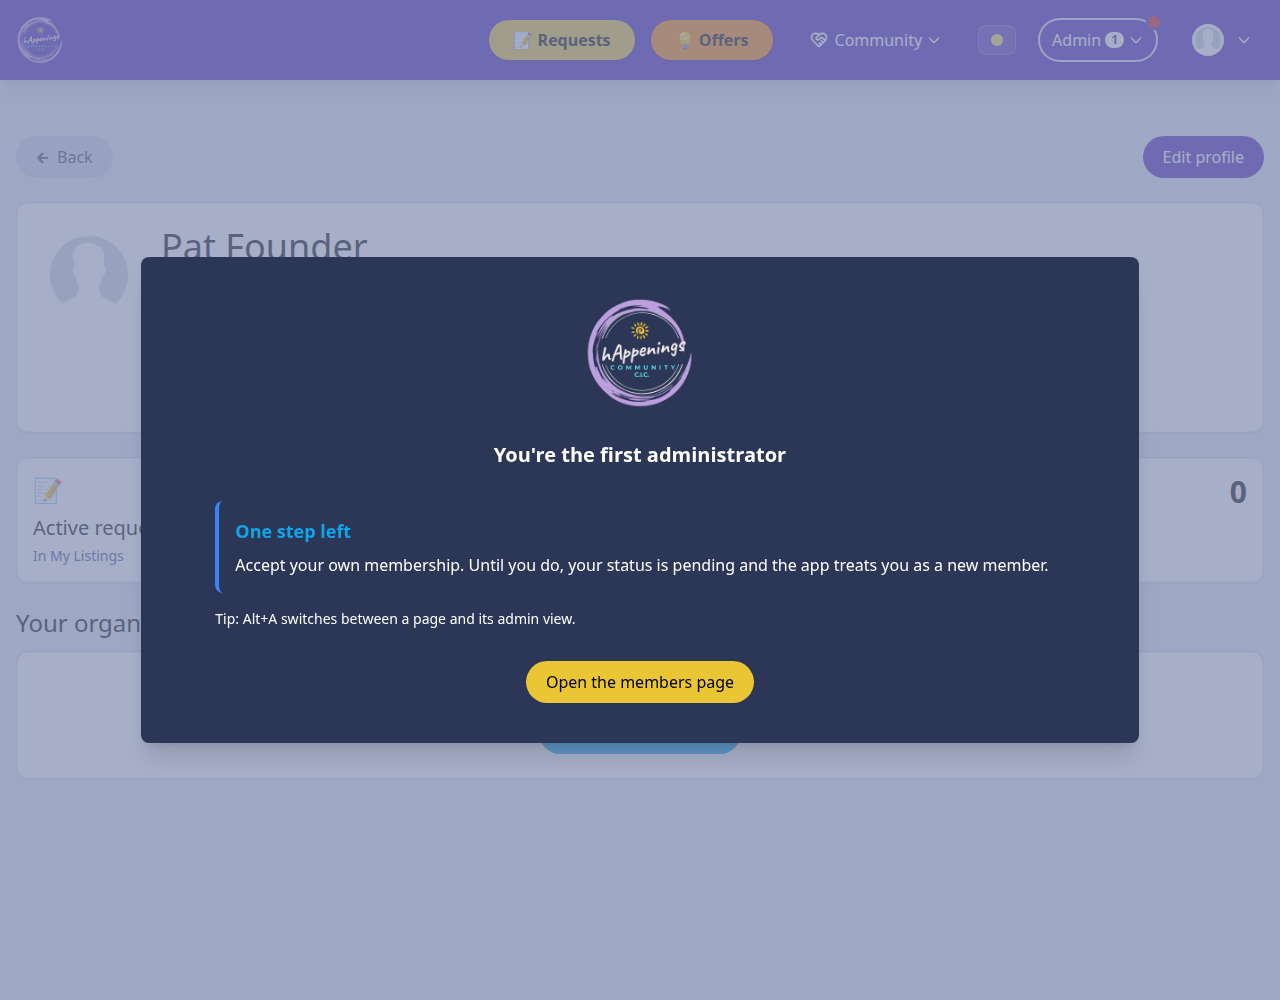 hAppenings
📝 Requests
💡 Offers
Community
Admin 1
← Back
Edit profile
Pat Founder
hAppenings
COMMUNITY
C.I.C.
You're the first administrator
One step left
Accept your own membership. Until you do, your status is pending and the app treats you as a new member.
Tip: Alt+A switches between a page and its admin view.
Open the members page
📝
0
Active reque
In My Listings
Your organ